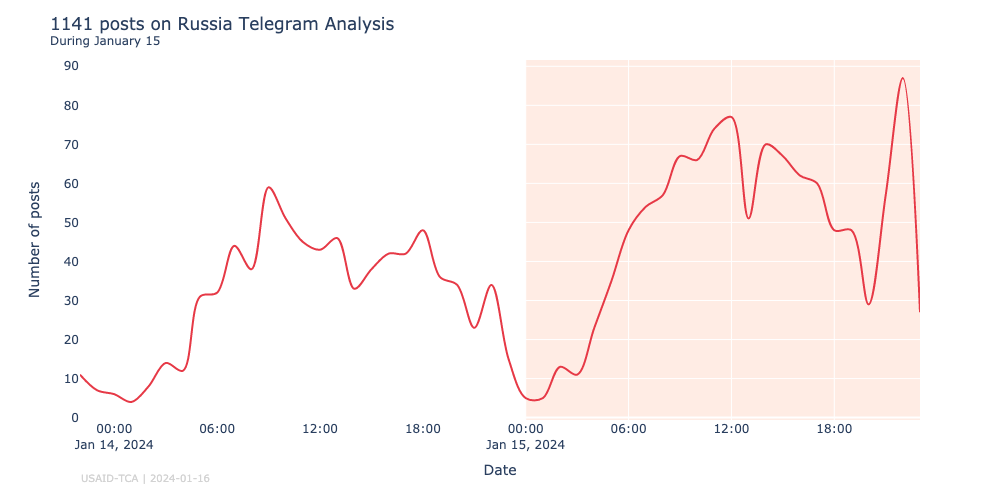 1141 posts on Russia Telegram Analysis
During January 15
90
80
70
60
50
40
30
20
10
0
Number of posts
00:00 06:00 12:00 18:00 00:00 06:00 12:00 18:00
Jan 14, 2024 Jan 15, 2024
Date
USAID-TCA | 2024-01-16